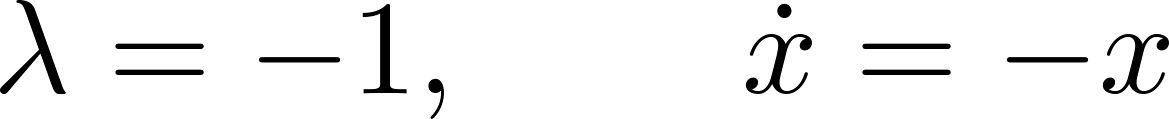 λ = −1, ẋ = −x